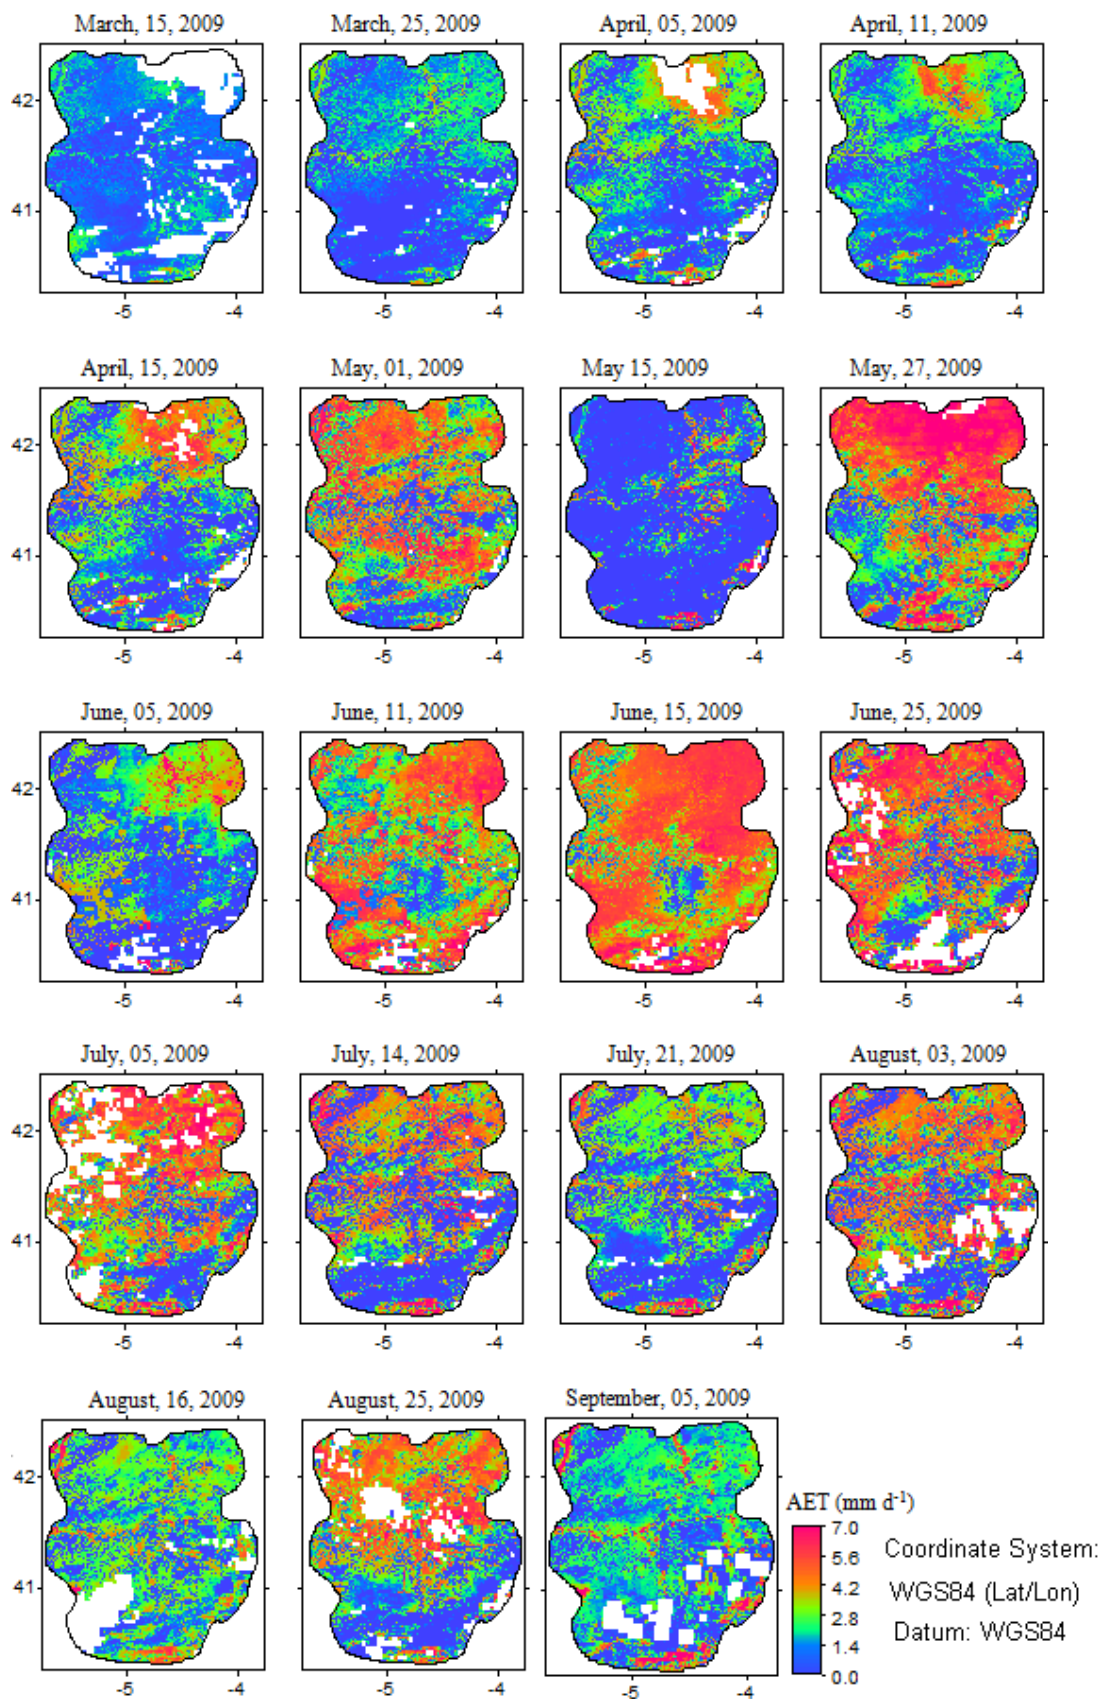 March, 15, 2009 March, 25, 2009 April, 05, 2009 April, 11, 2009
42
41
-5 -4 -5 -4 -5 -4 -5 -4
April, 15, 2009 May, 01, 2009 May 15, 2009 May, 27, 2009
42
41
-5 -4 -5 -4 -5 -4 -5 -4
June, 05, 2009 June, 11, 2009 June, 15, 2009 June, 25, 2009
42
41
-5 -4 -5 -4 -5 -4 -5 -4
July, 05, 2009 July, 14, 2009 July, 21, 2009 August, 03, 2009
42
41
-5 -4 -5 -4 -5 -4 -5 -4
August, 16, 2009 August, 25, 2009 September, 05, 2009
42
41
-5 -4 -5 -4 -5 -4
AET (mm d⁻¹)
7.0
5.6
4.2
2.8
1.4
0.0
Coordinate System:
WGS84 (Lat/Lon)
Datum: WGS84